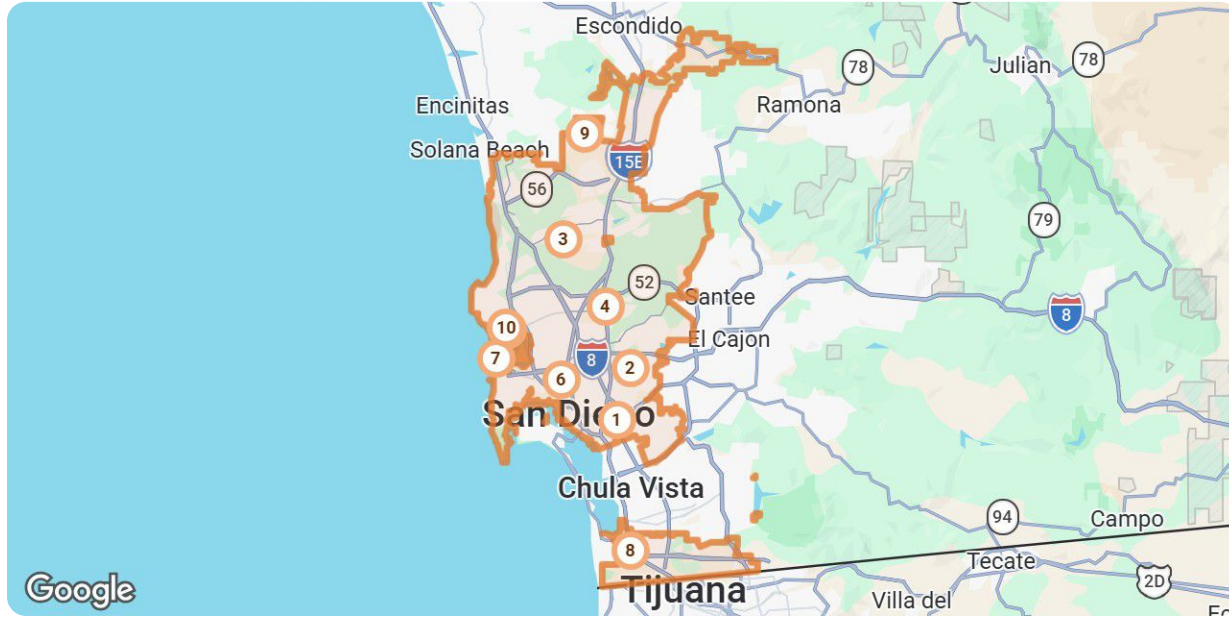 Escondido
78
Julian
78
Encinitas
Ramona
9
Solana Beach
15E
56
79
3
52
Santee
4
8
10
El Cajon
7
8
2
6
San Diego
1
Chula Vista
94
Campo
8
Tecate
Tijuana
2D
Villa del
Google